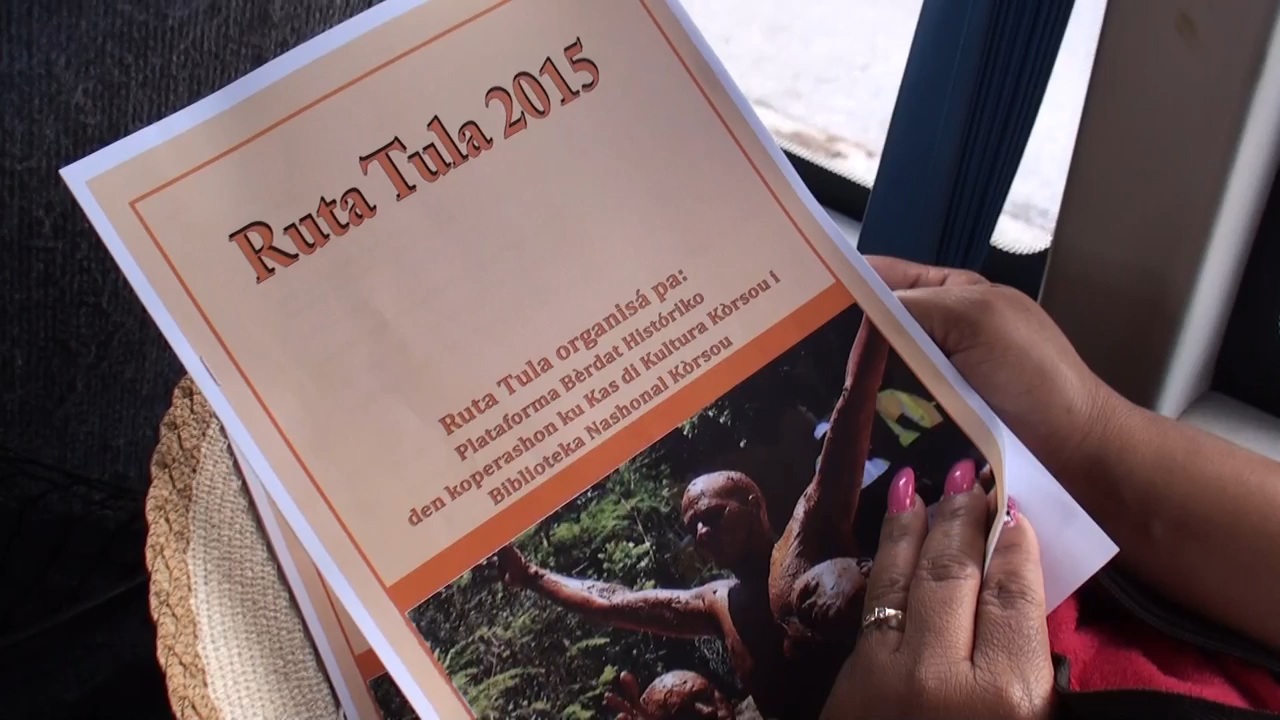 Ruta Tula 2015
Ruta Tula organisá pa:
Plataforma Bèrdat Históriko
den koperashon ku Kas di Kultura Kòrsou i
Biblioteka Nashonal Kòrsou